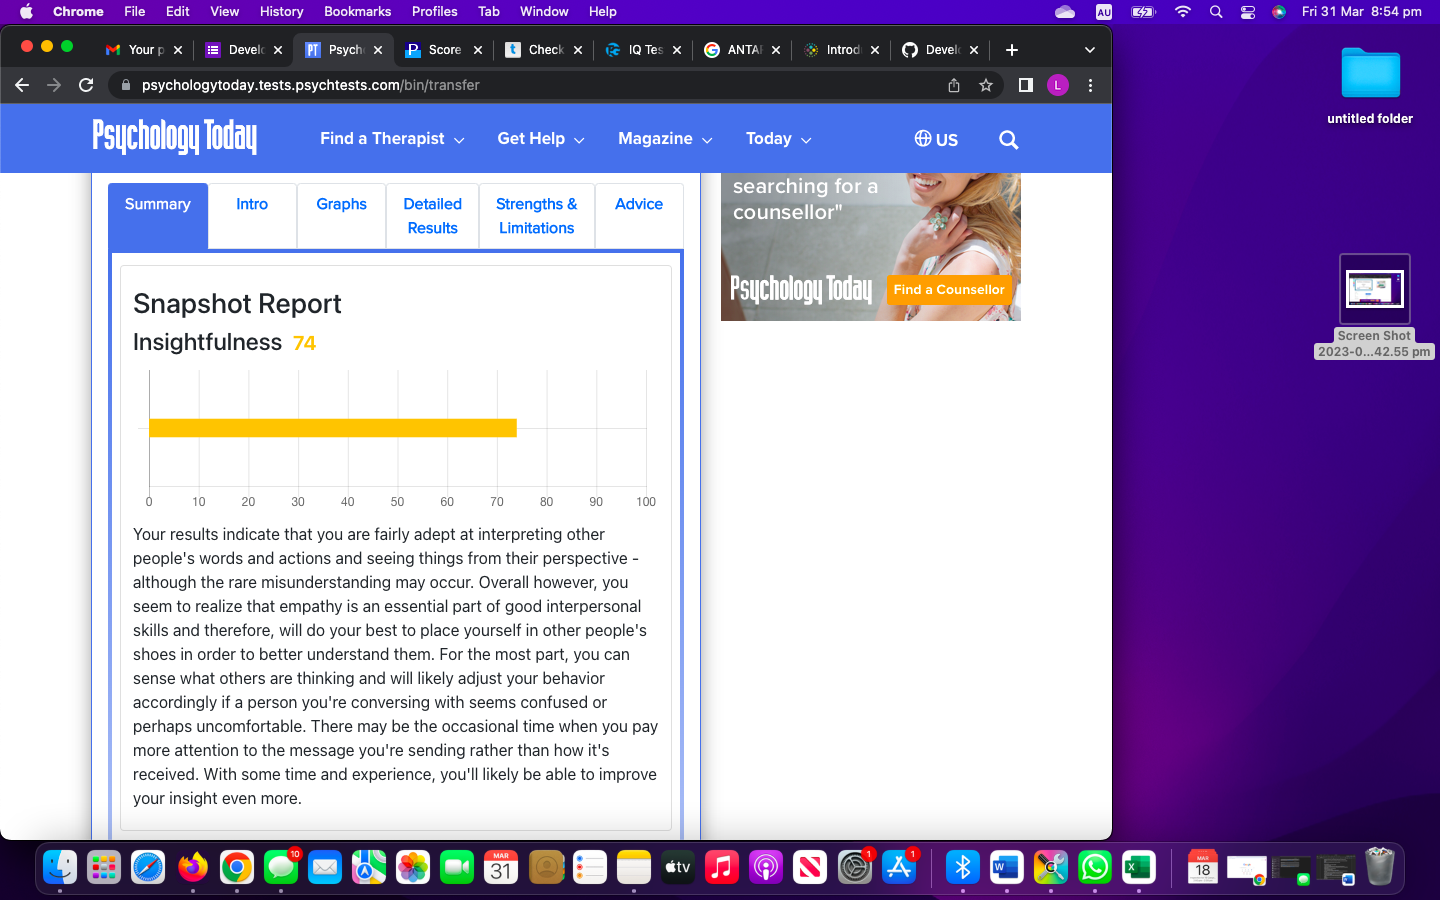 Chrome File Edit View History Bookmarks Profiles Tab Window Help AU Fri 31 Mar 8:54 pm
Your p Develo Psych Score Check IQ Tes ANTAR Introdu Develo
psychologytoday.tests.psychtests.com/bin/transfer L
Psychology Today Find a Therapist Get Help Magazine Today US
Summary Intro Graphs Detailed Results Strengths & Limitations Advice
searching for a
counsellor"
Psychology Today Find a Counsellor
Snapshot Report
Insightfulness 74
0 10 20 30 40 50 60 70 80 90 100
Your results indicate that you are fairly adept at interpreting other
people's words and actions and seeing things from their perspective -
although the rare misunderstanding may occur. Overall however, you
seem to realize that empathy is an essential part of good interpersonal
skills and therefore, will do your best to place yourself in other people's
shoes in order to better understand them. For the most part, you can
sense what others are thinking and will likely adjust your behavior
accordingly if a person you're conversing with seems confused or
perhaps uncomfortable. There may be the occasional time when you pay
more attention to the message you're sending rather than how it's
received. With some time and experience, you'll likely be able to improve
your insight even more.
untitled folder
Screen Shot
2023-0...42.55 pm
10 MAR 31 tv 1 1 MAR 18